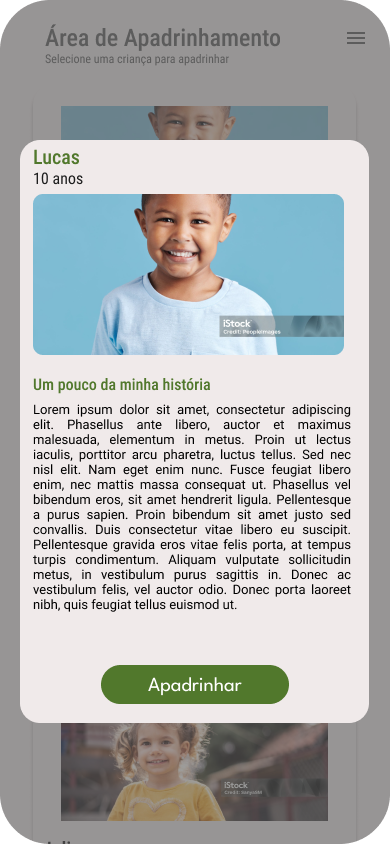 Área de Apadrinhamento
Selecione uma criança para apadrinhar
Lucas
10 anos
iStock
Credit: Peopleimages
Um pouco da minha história
Lorem ipsum dolor sit amet, consectetur adipiscing
elit. Phasellus ante libero, auctor et maximus
malesuada, elementum in metus. Proin ut lectus
iaculis, porttitor arcu pharetra, luctus tellus. Sed nec
nisl elit. Nam eget enim nunc. Fusce feugiat libero
enim, nec mattis massa consequat ut. Phasellus vel
bibendum eros, sit amet hendrerit ligula. Pellentesque
a purus sapien. Proin bibendum sit amet justo sed
convallis. Duis consectetur vitae libero eu suscipit.
Pellentesque gravida eros vitae felis porta, at tempus
turpis condimentum. Aliquam vulputate sollicitudin
metus, in vestibulum purus sagittis in. Donec ac
vestibulum felis, vel auctor odio. Donec porta laoreet
nibh, quis feugiat tellus euismod ut.
Apadrinhar
iStock